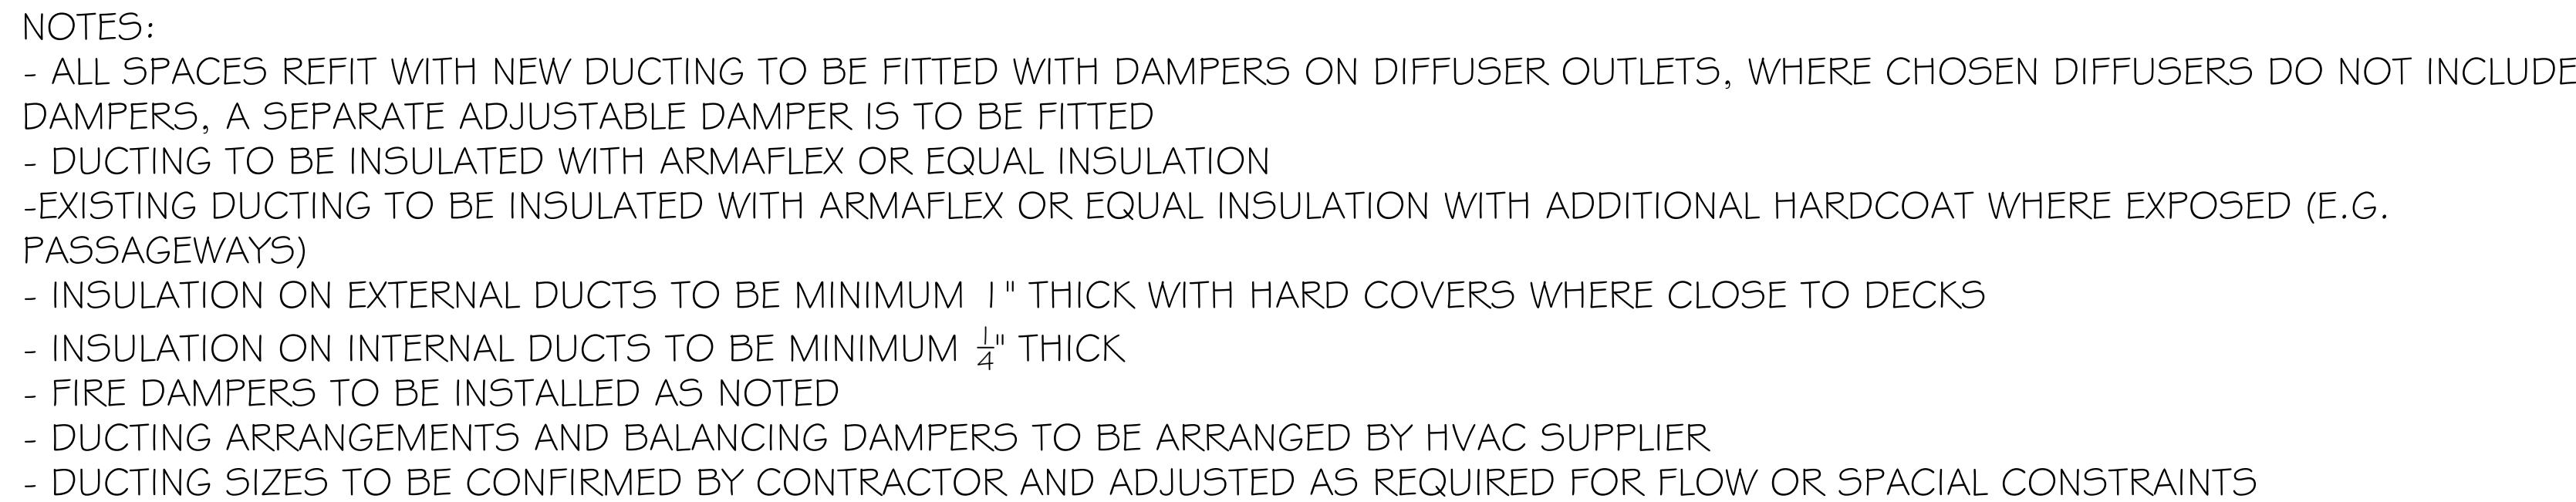 NOTES:
- ALL SPACES REFIT WITH NEW DUCTING TO BE FITTED WITH DAMPERS ON DIFFUSER OUTLETS, WHERE CHOSEN DIFFUSERS DO NOT INCLUDE
DAMPERS, A SEPARATE ADJUSTABLE DAMPER IS TO BE FITTED
- DUCTING TO BE INSULATED WITH ARMAFLEX OR EQUAL INSULATION
-EXISTING DUCTING TO BE INSULATED WITH ARMAFLEX OR EQUAL INSULATION WITH ADDITIONAL HARDCOAT WHERE EXPOSED (E.G.
PASSAGEWAYS)
- INSULATION ON EXTERNAL DUCTS TO BE MINIMUM 1" THICK WITH HARD COVERS WHERE CLOSE TO DECKS
- INSULATION ON INTERNAL DUCTS TO BE MINIMUM ¼" THICK
- FIRE DAMPERS TO BE INSTALLED AS NOTED
- DUCTING ARRANGEMENTS AND BALANCING DAMPERS TO BE ARRANGED BY HVAC SUPPLIER
- DUCTING SIZES TO BE CONFIRMED BY CONTRACTOR AND ADJUSTED AS REQUIRED FOR FLOW OR SPACIAL CONSTRAINTS